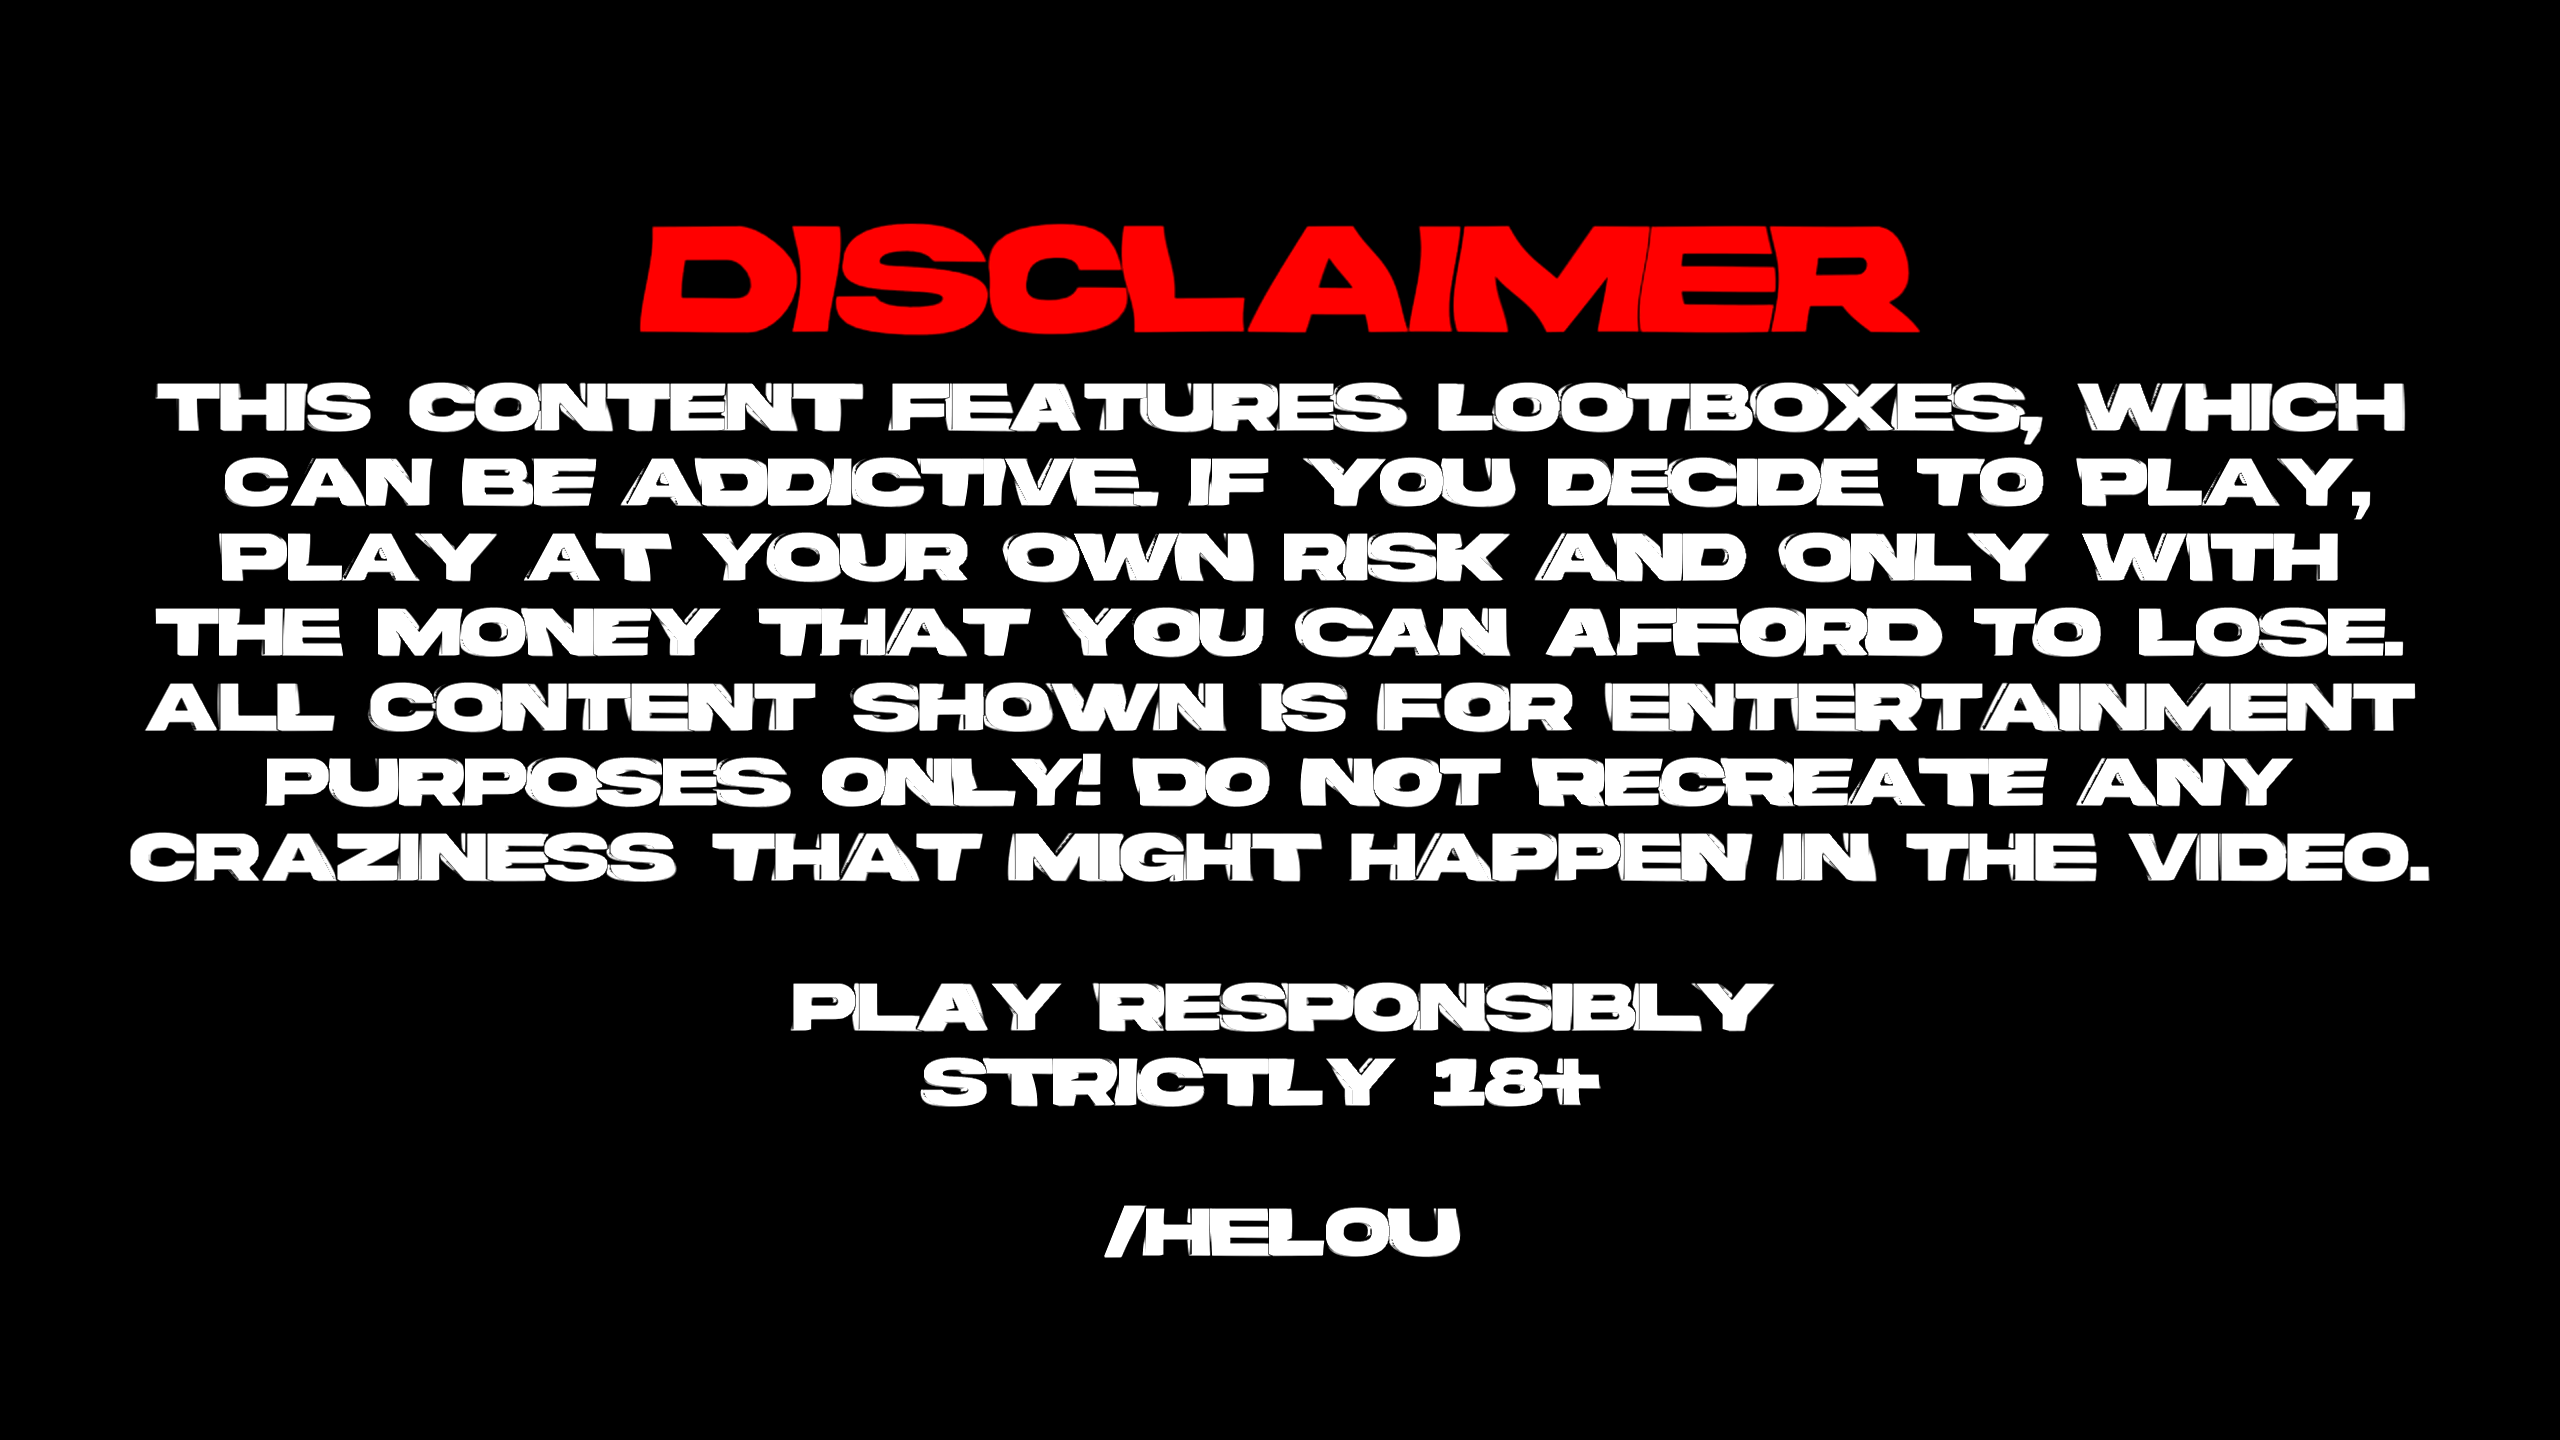 DISCLAIMER
THIS CONTENT FEATURES LOOTBOXES, WHICH
CAN BE ADDICTIVE. IF YOU DECIDE TO PLAY,
PLAY AT YOUR OWN RISK AND ONLY WITH
THE MONEY THAT YOU CAN AFFORD TO LOSE.
ALL CONTENT SHOWN IS FOR ENTERTAINMENT
PURPOSES ONLY! DO NOT RECREATE ANY
CRAZINESS THAT MIGHT HAPPEN IN THE VIDEO.
PLAY RESPONSIBLY
STRICTLY 18+
/HELOU